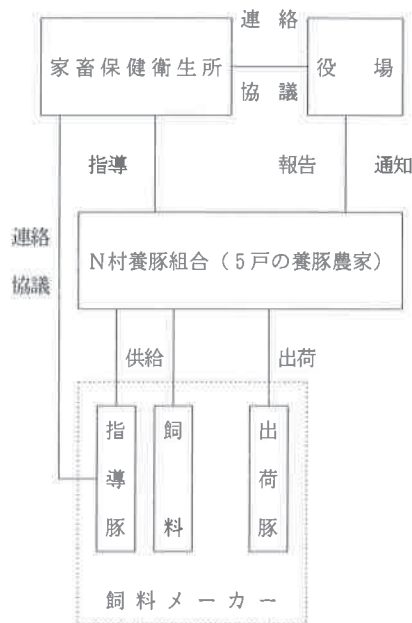 連絡
家畜保健衛生所
役場
協議
指導
報告
通知
連絡
協議
N村養豚組合（5戸の養豚農家）
供給
出荷
指導豚
飼料
出荷豚
飼料メーカー